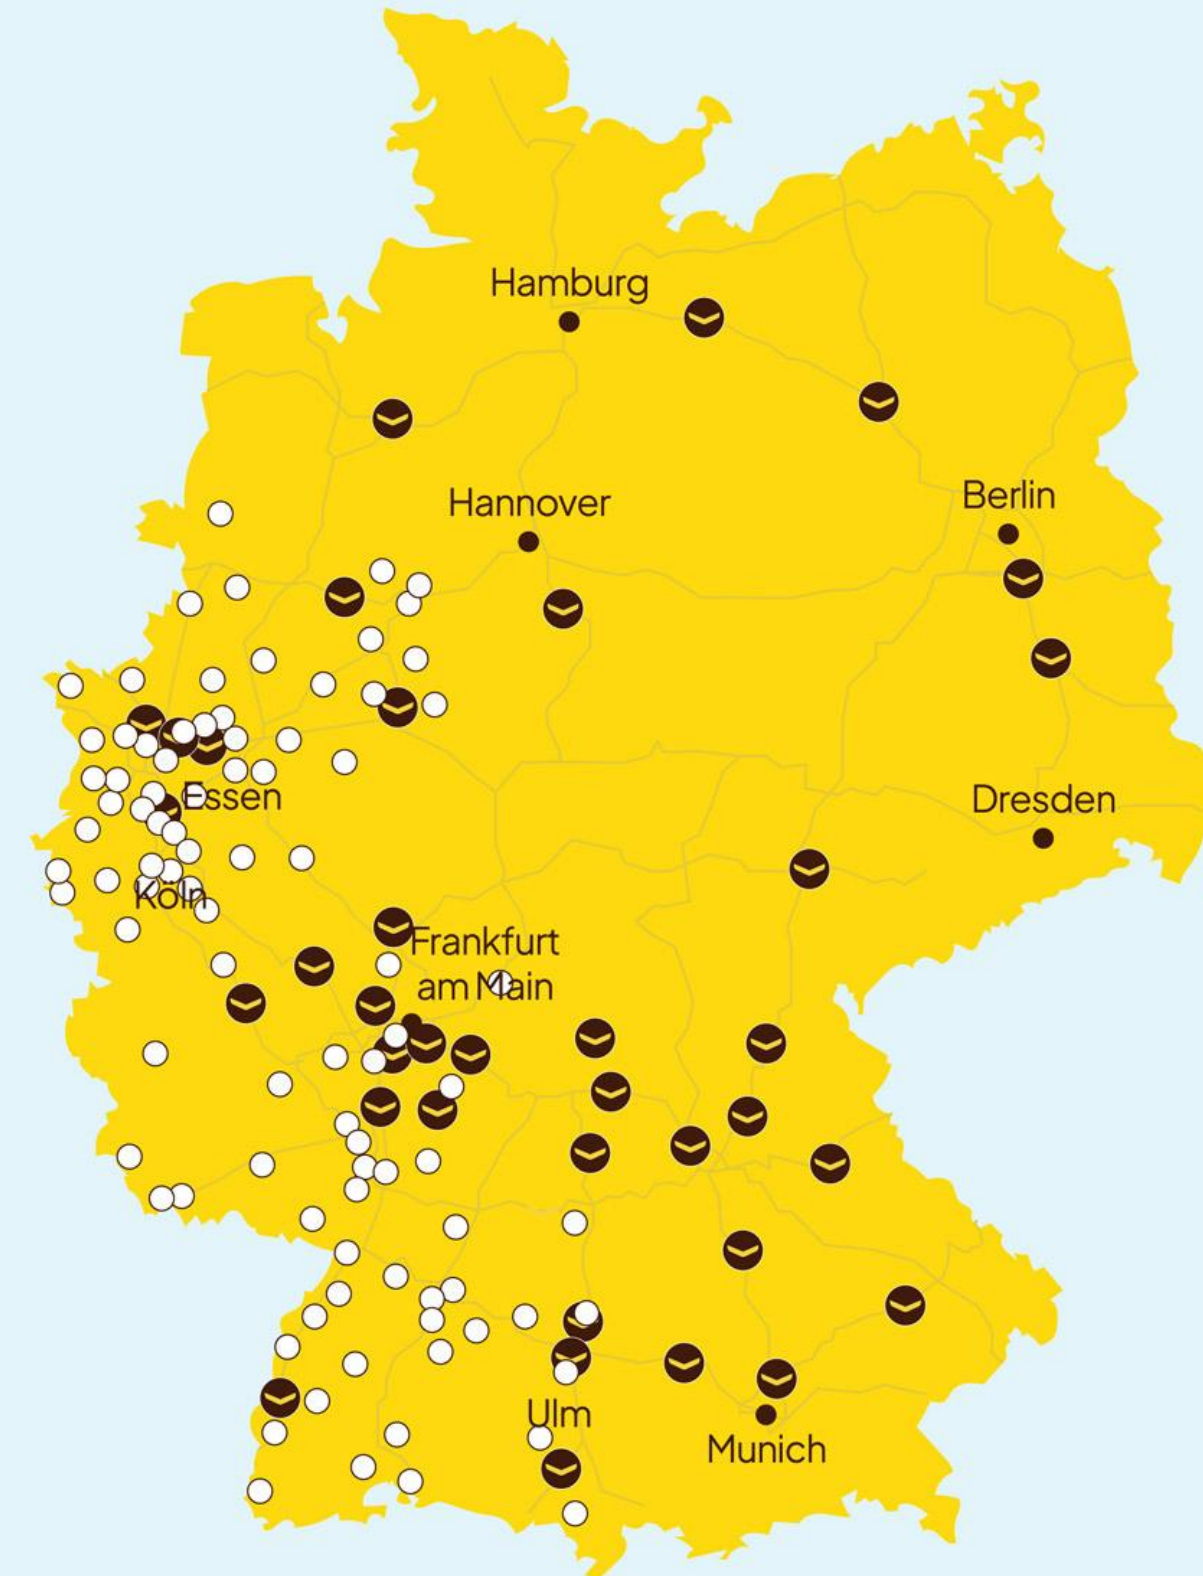 Hamburg
Hannover
Berlin
Essen
Dresden
Köln
Frankfurt
am Main
Ulm
Munich